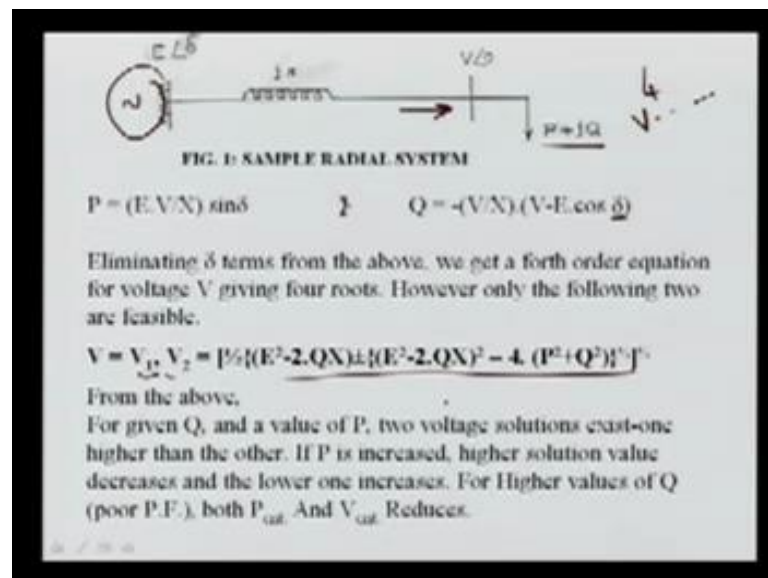 E∠δ
jx
V∠0
P+jQ
FIG. 1: SAMPLE RADIAL SYSTEM
P = (E.V/X) sinδ } Q = -(V/X).(V-E.cos δ)
Eliminating δ terms from the above, we get a forth order equation
for voltage V giving four roots. However only the following two
are feasible.
V = V1, V2 = [½{(E²-2.QX)±{(E²-2.QX)² – 4. (P²+Q²)}½]½
From the above,
For given Q, and a value of P, two voltage solutions exist-one
higher than the other. If P is increased, higher solution value
decreases and the lower one increases. For Higher values of Q
(poor P.F.), both Pcrit. And Vcrit. Reduces.